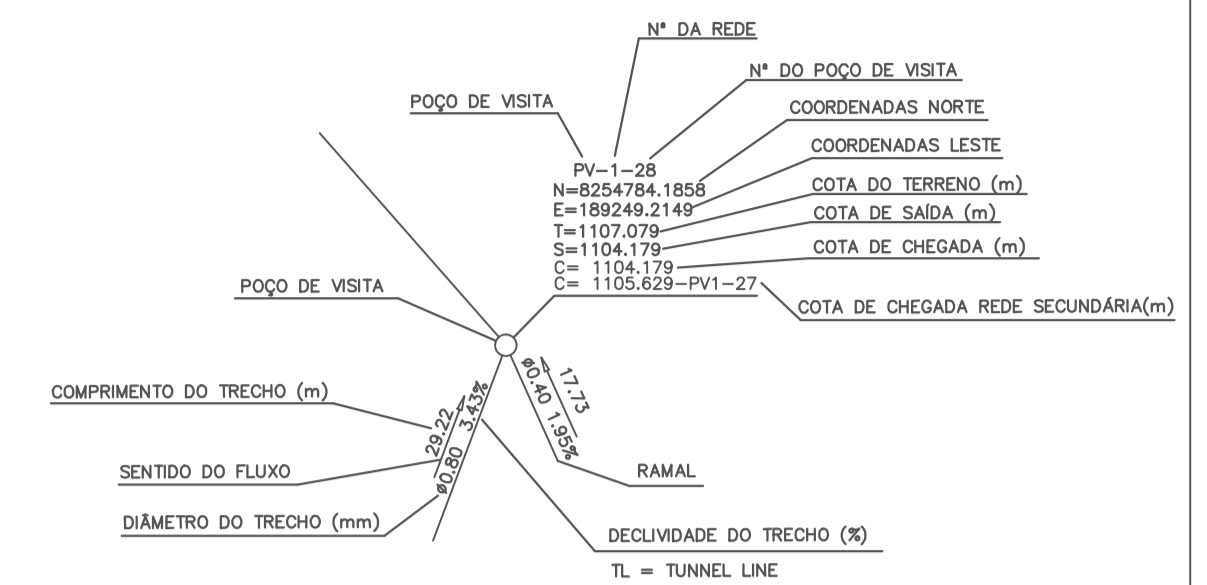 Nº DA REDE
Nº DO POÇO DE VISITA
POÇO DE VISITA
COORDENADAS NORTE
COORDENADAS LESTE
PV-1-28
N=8254784.1858
COTA DO TERRENO (m)
E=189249.2149
COTA DE SAÍDA (m)
T=1107.079
S=1104.179
COTA DE CHEGADA (m)
C= 1104.179
C= 1105.629-PV1-27
POÇO DE VISITA
COTA DE CHEGADA REDE SECUNDÁRIA(m)
COMPRIMENTO DO TRECHO (m)
29.22
ø0.80 3.43%
17.73
ø0.40 1.95%
SENTIDO DO FLUXO
RAMAL
DIÂMETRO DO TRECHO (mm)
DECLIVIDADE DO TRECHO (%)
TL = TUNNEL LINE